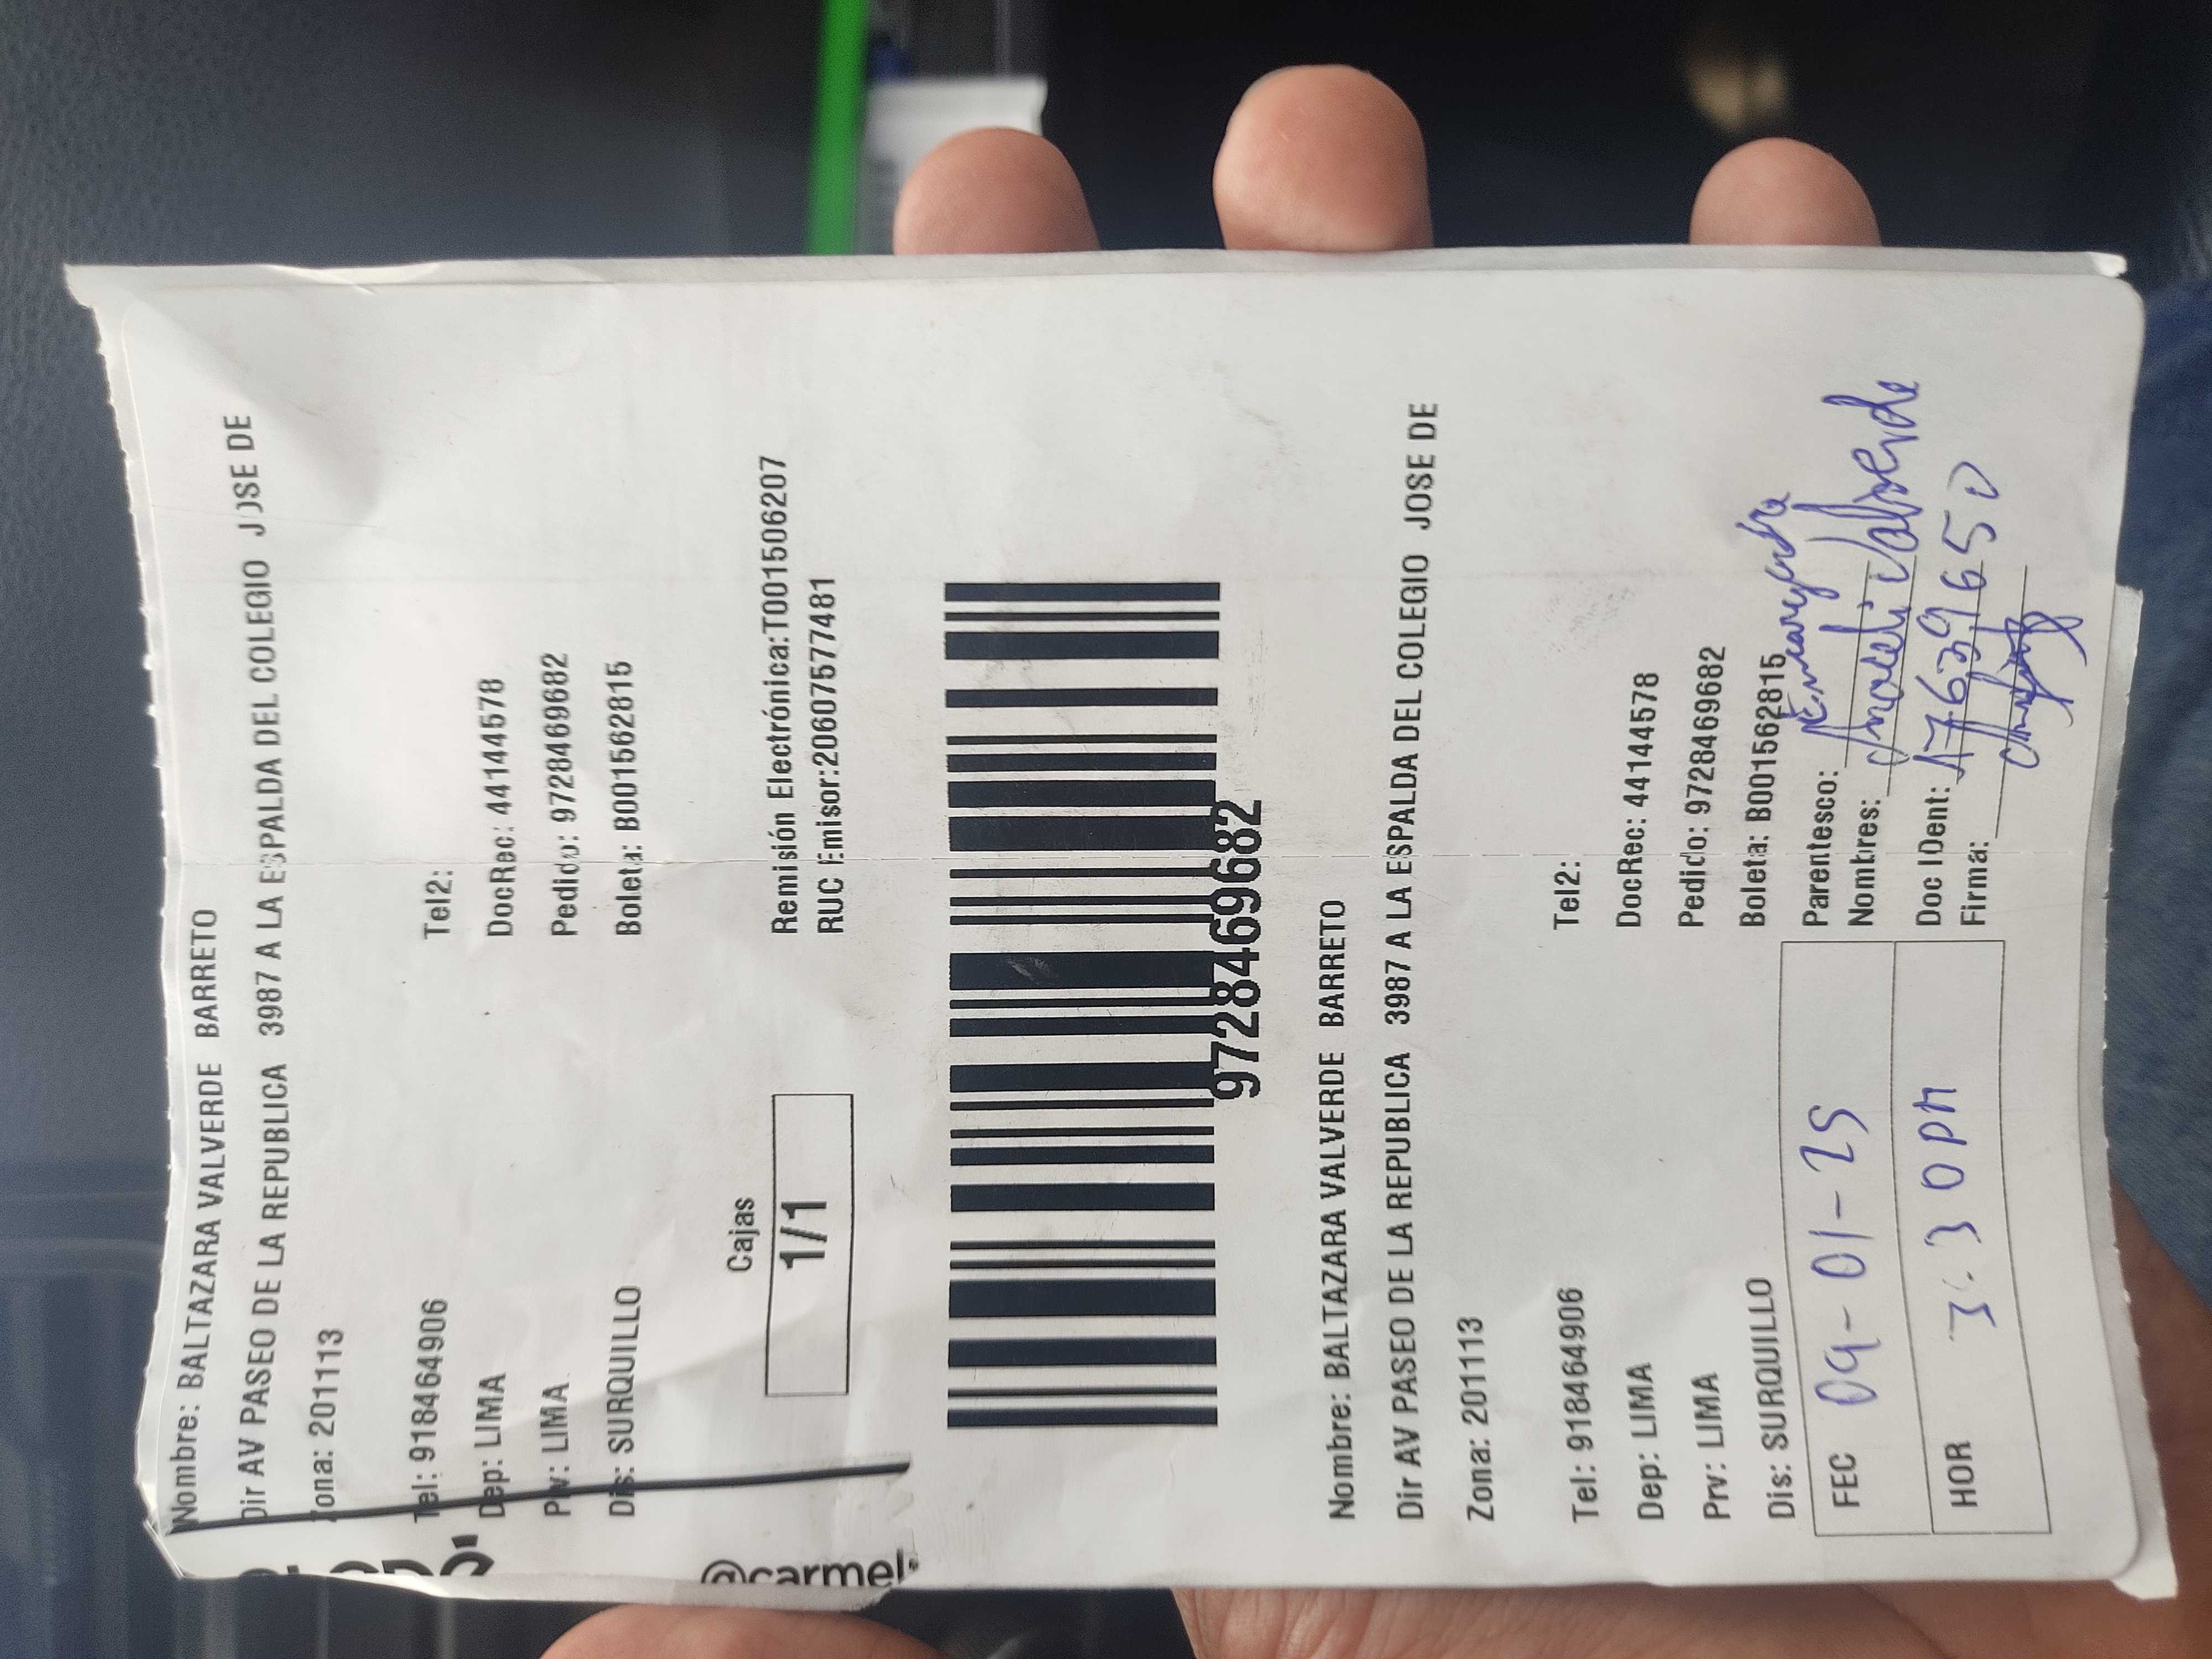 Nombre: BALTAZARA VALVERDE BARRETO
Dir AV PASEO DE LA REPUBLICA 3987 A LA ESPALDA DEL COLEGIO JOSE DE
Zona: 201113
Tel: 918464906 Tel2:
Dep: LIMA DocRec: 44144578
Prv: LIMA Pedido: 9728469682
Dis: SURQUILLO Boleta: B001562815
Cajas
1/1
Remisión Electrónica:T001506207
RUC Emisor:20607577481
@carmel
9728469682
Nombre: BALTAZARA VALVERDE BARRETO
Dir AV PASEO DE LA REPUBLICA 3987 A LA ESPALDA DEL COLEGIO JOSE DE
Zona: 201113
Tel: 918464906 Tel2:
Dep: LIMA DocRec: 44144578
Prv: LIMA Pedido: 9728469682
Dis: SURQUILLO Boleta: B001562815
FEC 09-01-25
HOR 3:30pm
Parentesco:
Nombres: Valverde
Doc IDent:
Firma: